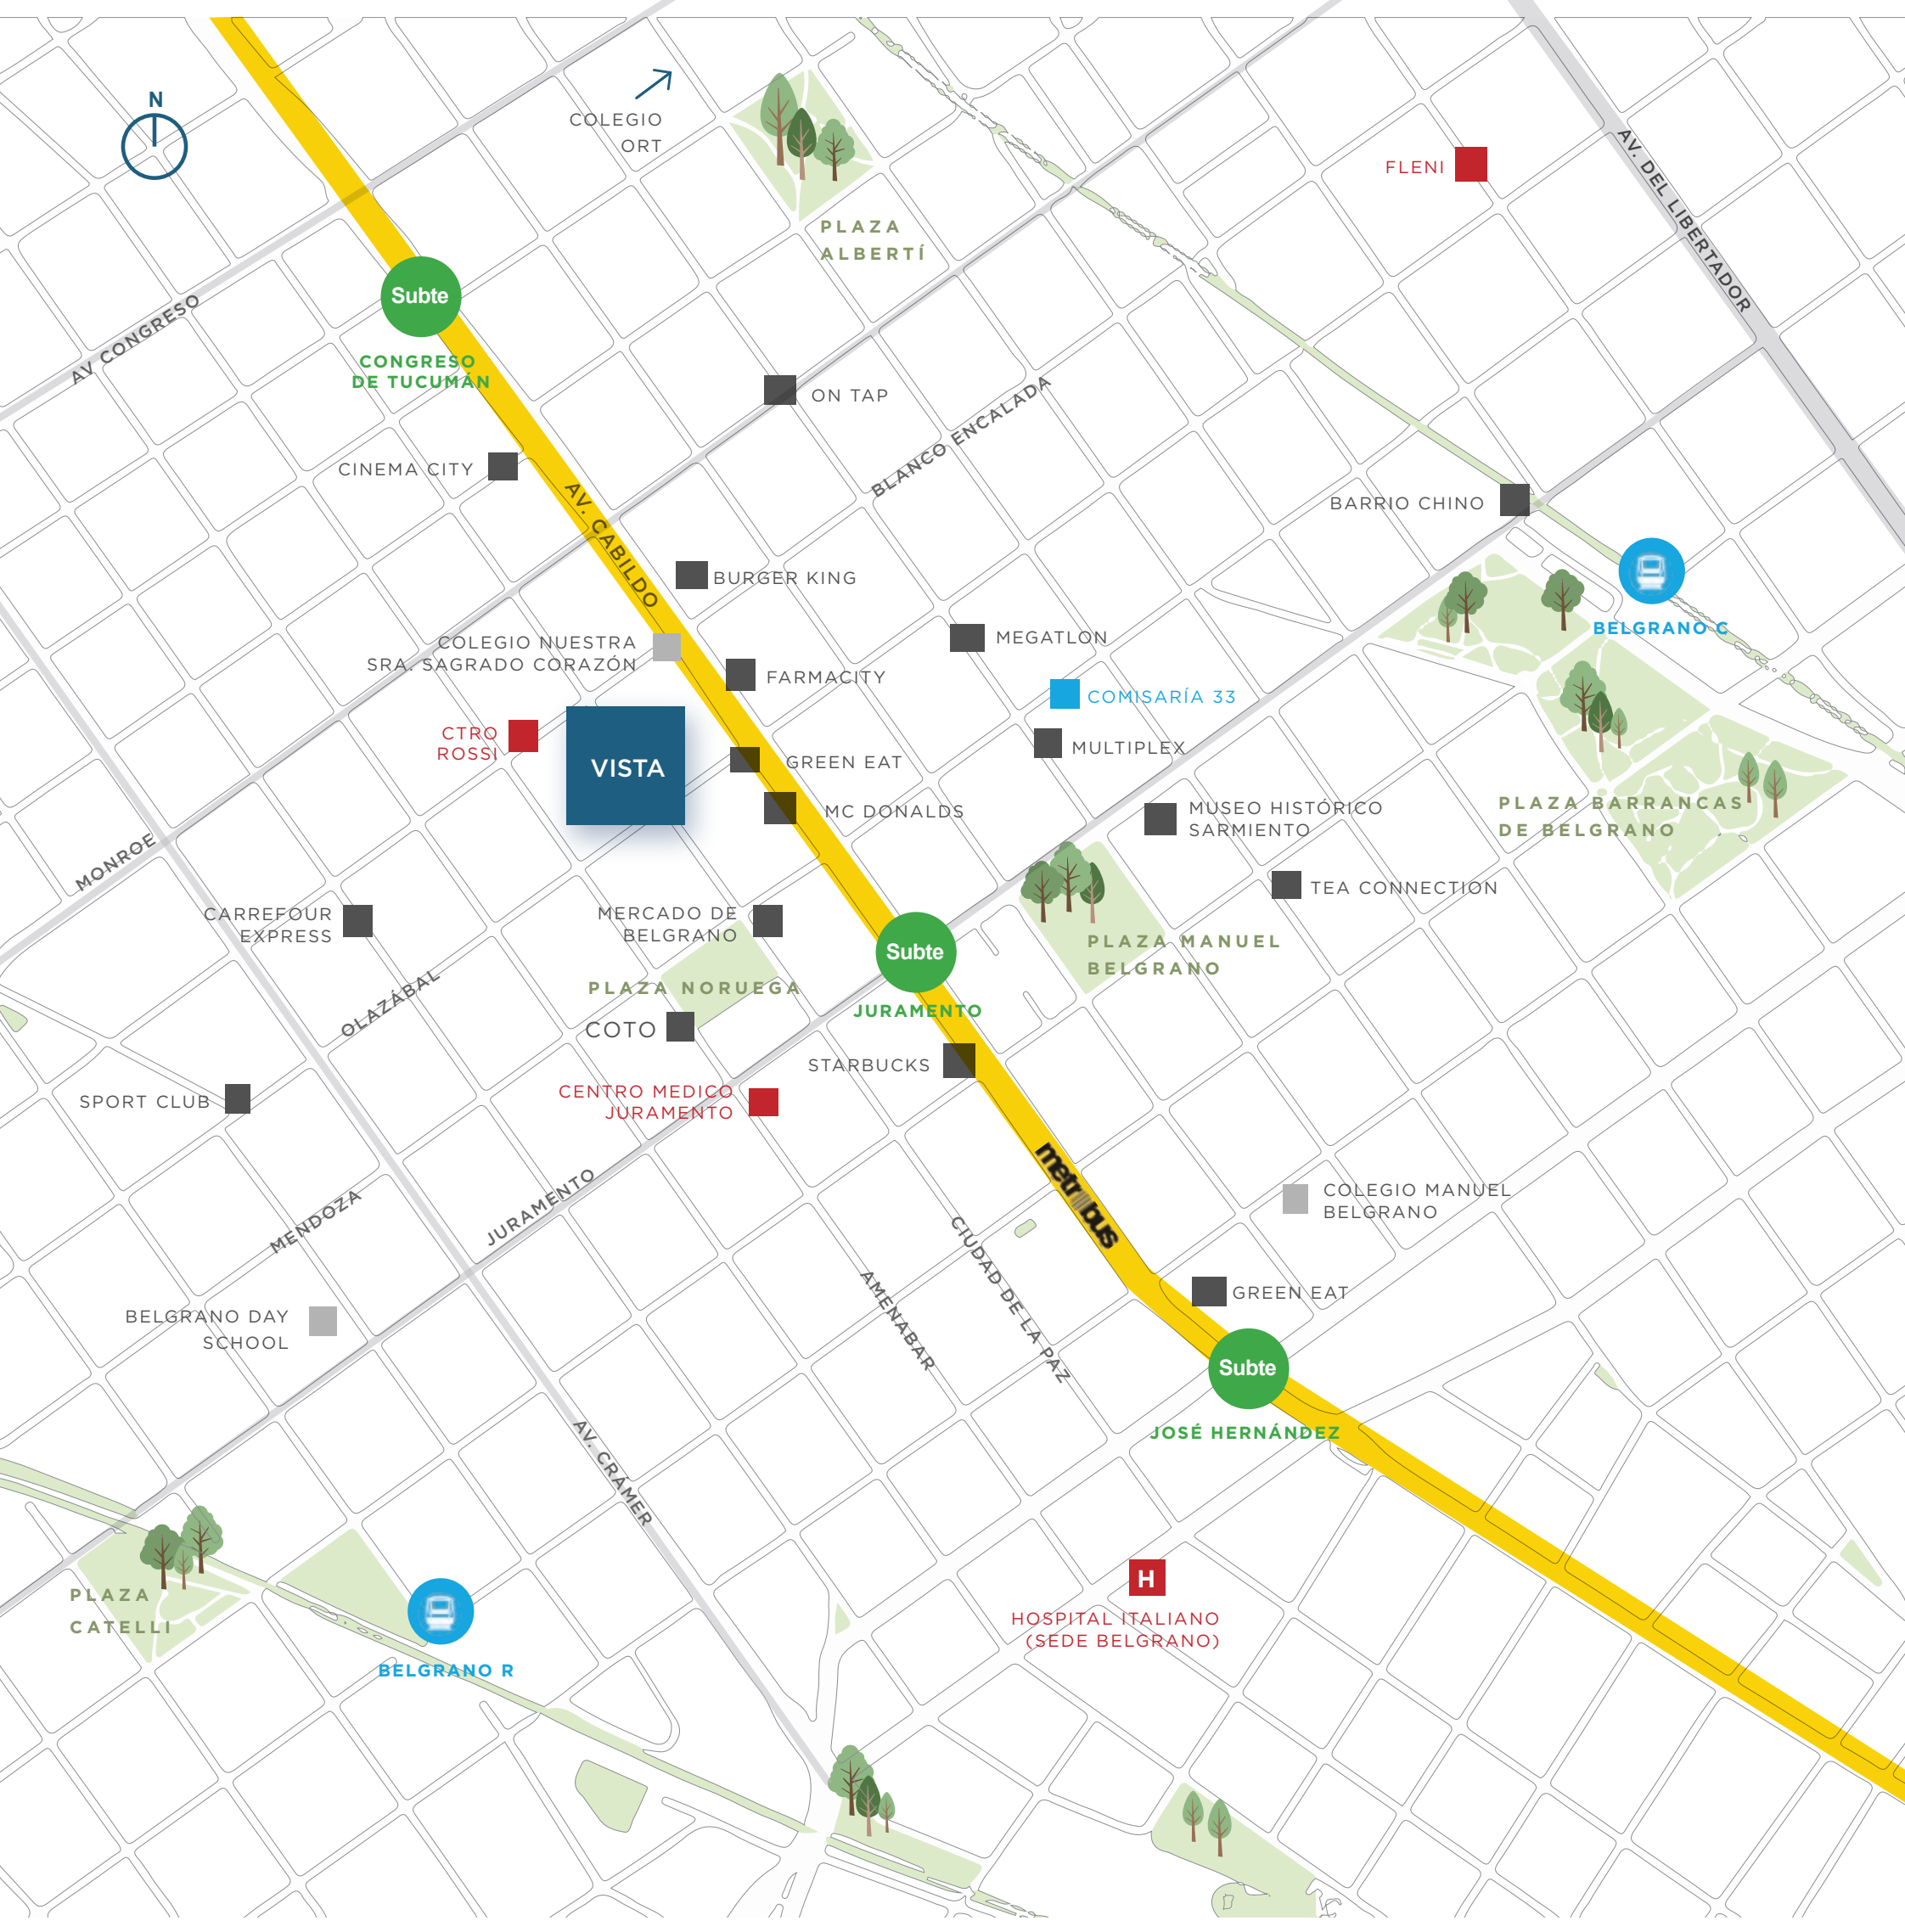 N
COLEGIO
ORT
PLAZA
ALBERTÍ
FLENI
AV. DEL LIBERTADOR
AV CONGRESO
Subte
CONGRESO
DE TUCUMÁN
ON TAP
BLANCO ENCALADA
CINEMA CITY
AV. CABILDO
BARRIO CHINO
BELGRANO C
BURGER KING
COLEGIO NUESTRA
SRA. SAGRADO CORAZÓN
MEGATLON
FARMACITY
COMISARÍA 33
CTRO
ROSSI
VISTA
GREEN EAT
MULTIPLEX
MC DONALDS
MUSEO HISTÓRICO
SARMIENTO
PLAZA BARRANCAS
DE BELGRANO
MONROE
TEA CONNECTION
CARREFOUR
EXPRESS
MERCADO DE
BELGRANO
Subte
JURAMENTO
PLAZA MANUEL
BELGRANO
PLAZA NORUEGA
OLAZÁBAL
COTO
STARBUCKS
SPORT CLUB
CENTRO MEDICO
JURAMENTO
metrobus
MENDOZA
JURAMENTO
COLEGIO MANUEL
BELGRANO
CIUDAD DE LA PAZ
AMENABAR
GREEN EAT
BELGRANO DAY
SCHOOL
Subte
JOSÉ HERNÁNDEZ
AV. CRÁMER
PLAZA
CATELLI
BELGRANO R
H
HOSPITAL ITALIANO
(SEDE BELGRANO)